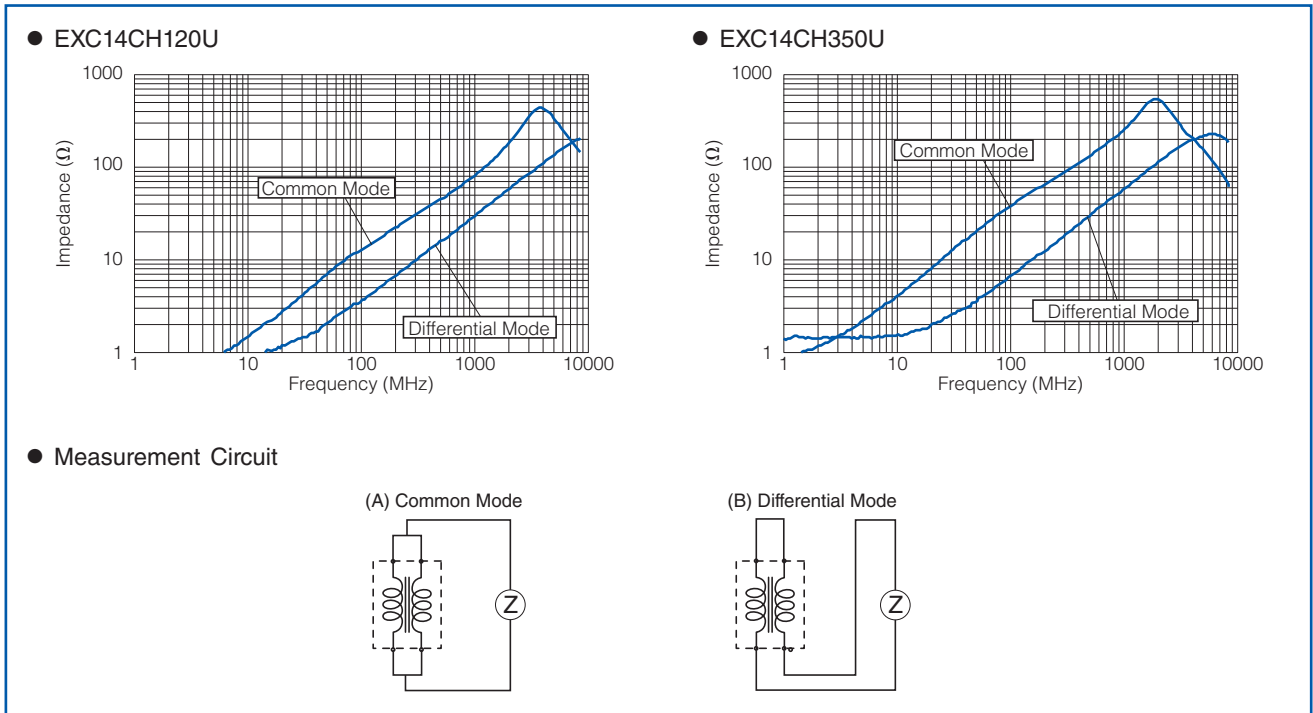 ● EXC14CH120U
1000
100
10
1
Impedance (Ω)
Common Mode
Differential Mode
1 10 100 1000 10000
Frequency (MHz)
● EXC14CH350U
1000
100
10
1
Impedance (Ω)
Common Mode
Differential Mode
1 10 100 1000 10000
Frequency (MHz)
● Measurement Circuit
(A) Common Mode
Z
(B) Differential Mode
Z